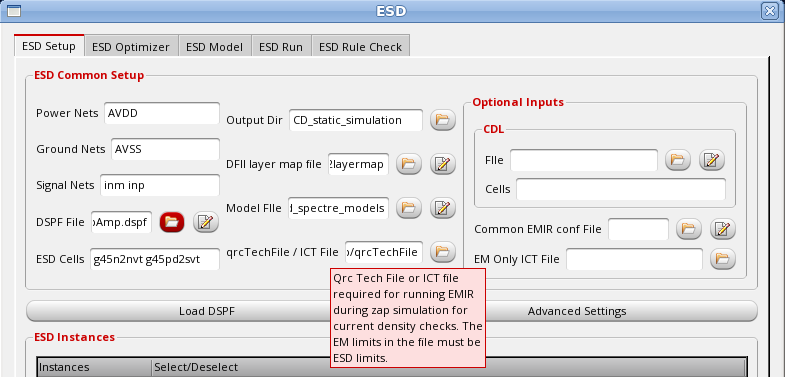 ESD
ESD Setup ESD Optimizer ESD Model ESD Run ESD Rule Check
ESD Common Setup
Power Nets AVDD
Ground Nets AVSS
Signal Nets inm inp
DSPF File pAmp.dspf
ESD Cells g45n2nvt g45pd2svt
Output Dir CD_static_simulation
DFII layer map file layermap
Model FIle d_spectre_models
qrcTechFile / ICT File /qrcTechFile
Qrc Tech File or ICT file
required for running EMIR
during zap simulation for
current density checks. The
EM limits in the file must be
ESD limits.
Optional Inputs
CDL
FIle
Cells
Common EMIR conf File
EM Only ICT File
Load DSPF
Advanced Settings
ESD Instances
Instances Select/Deselect